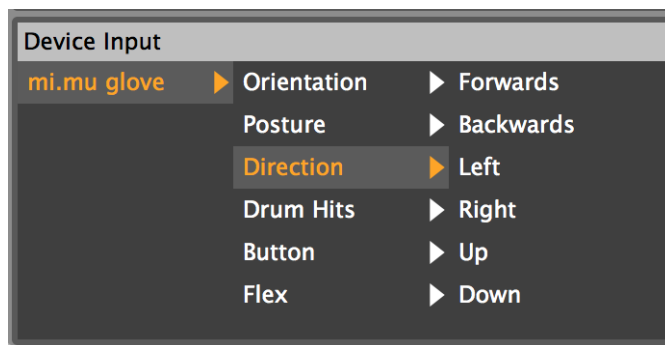 Device Input
mi.mu glove Orientation Forwards
Posture Backwards
Direction Left
Drum Hits Right
Button Up
Flex Down